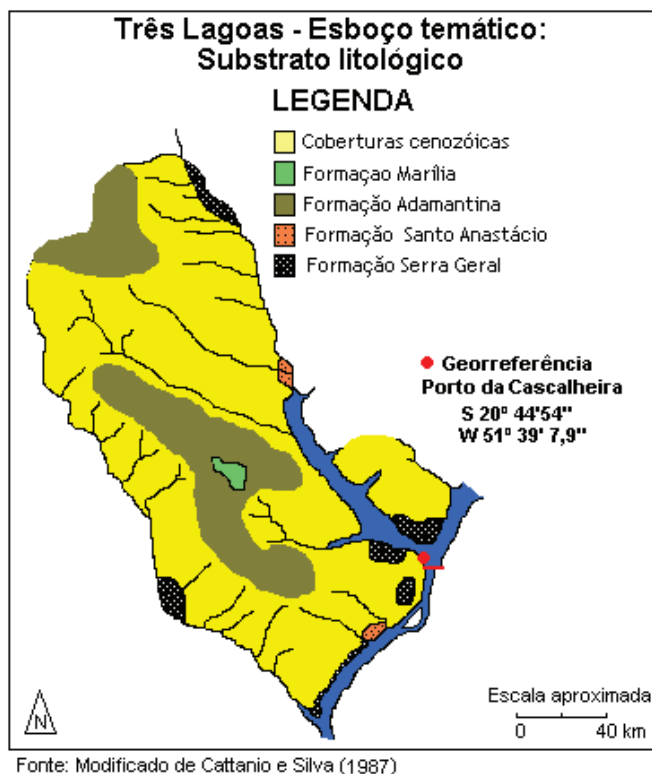 Três Lagoas - Esboço temático:
Substrato litológico
LEGENDA
Coberturas cenozóicas
Formaçao Marília
Formação Adamantina
Formação Santo Anastácio
Formação Serra Geral
Georreferência
Porto da Cascalheira
S 20º 44'54"
W 51º 39' 7,9"
N
Escala aproximada
0 40 km
Fonte: Modificado de Cattanio e Silva (1987)